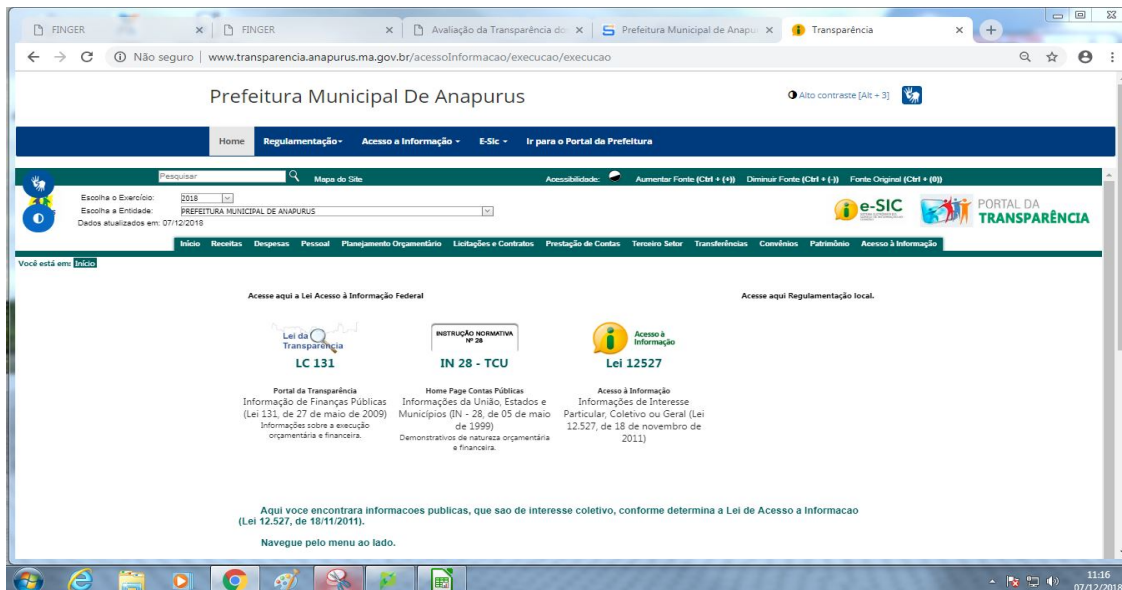 FINGER
FINGER
Avaliação da Transparência do
Prefeitura Municipal de Anapu
Transparência
Não seguro | www.transparencia.anapurus.ma.gov.br/acessoInformacao/execucao/execucao
Prefeitura Municipal De Anapurus
Alto contraste [Alt + 3]
Home Regulamentação Acesso a Informação E-Sic Ir para o Portal da Prefeitura
Pesquisar Mapa do Site Acessibilidade: Aumentar Fonte (Ctrl + (+)) Diminuir Fonte (Ctrl + (-)) Fonte Original (Ctrl + (0))
Escolha o Exercício: 2018
Escolha a Entidade: PREFEITURA MUNICIPAL DE ANAPURUS
Dados atualizados em: 07/12/2018
e-SIC
PORTAL DA
TRANSPARÊNCIA
Início Receitas Despesas Pessoal Planejamento Orçamentário Licitações e Contratos Prestação de Contas Terceiro Setor Transferências Convênios Patrimônio Acesso à Informação
Você está em: Início
Acesse aqui a Lei Acesso à Informação Federal
Acesse aqui Regulamentação local.
Lei da
Transparência
LC 131
Portal da Transparência
Informação de Finanças Públicas
(Lei 131, de 27 de maio de 2009)
Informações sobre a execução
orçamentária e financeira.
INSTRUÇÃO NORMATIVA
Nº 28
IN 28 - TCU
Home Page Contas Públicas
Informações da União, Estados e
Municípios (IN - 28, de 05 de maio
de 1999)
Demonstrativos de natureza orçamentária
e financeira.
Acesso à
Informação
Lei 12527
Acesso à Informação
Informações de Interesse
Particular, Coletivo ou Geral (Lei
12.527, de 18 de novembro de
2011)
Aqui voce encontrara informacoes publicas, que sao de interesse coletivo, conforme determina a Lei de Acesso a Informacao
(Lei 12.527, de 18/11/2011).
Navegue pelo menu ao lado.
11:16
07/12/2018